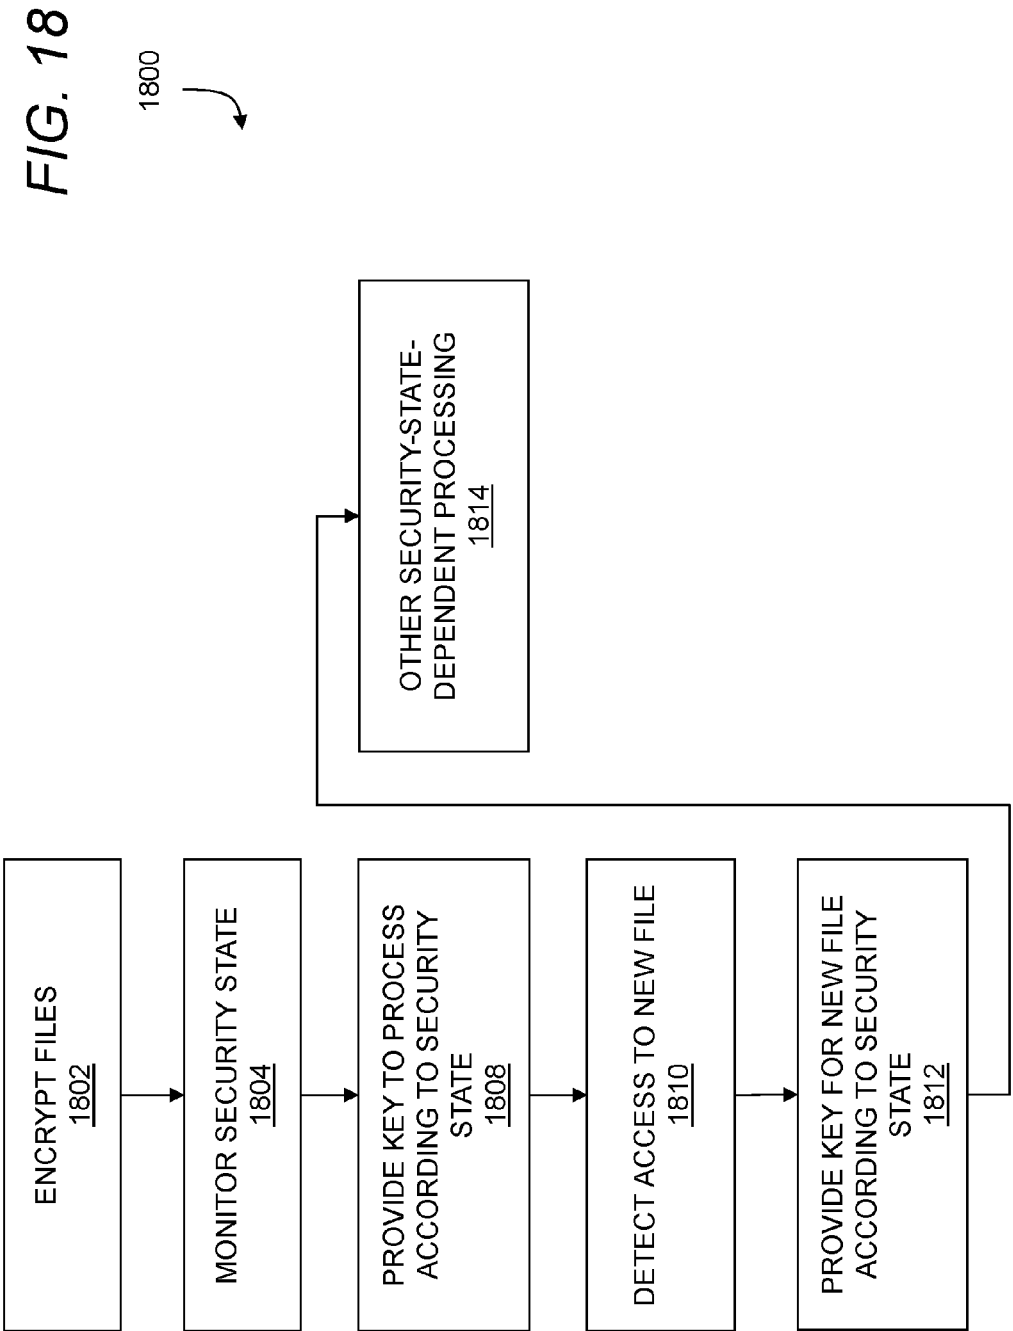 FIG. 18
1800
ENCRYPT FILES
1802
MONITOR SECURITY STATE
1804
PROVIDE KEY TO PROCESS
ACCORDING TO SECURITY
STATE
1808
DETECT ACCESS TO NEW FILE
1810
PROVIDE KEY FOR NEW FILE
ACCORDING TO SECURITY
STATE
1812
OTHER SECURITY-STATE-
DEPENDENT PROCESSING
1814